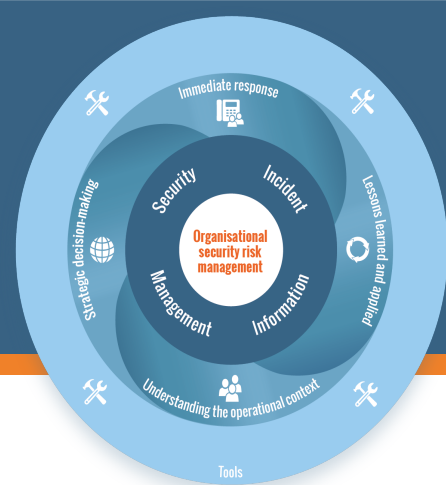 Immediate response
Security
Incident
Strategic decision-making
Organisational
security risk
management
Lessons learned and applied
Management
Information
Understanding the operational context
Tools